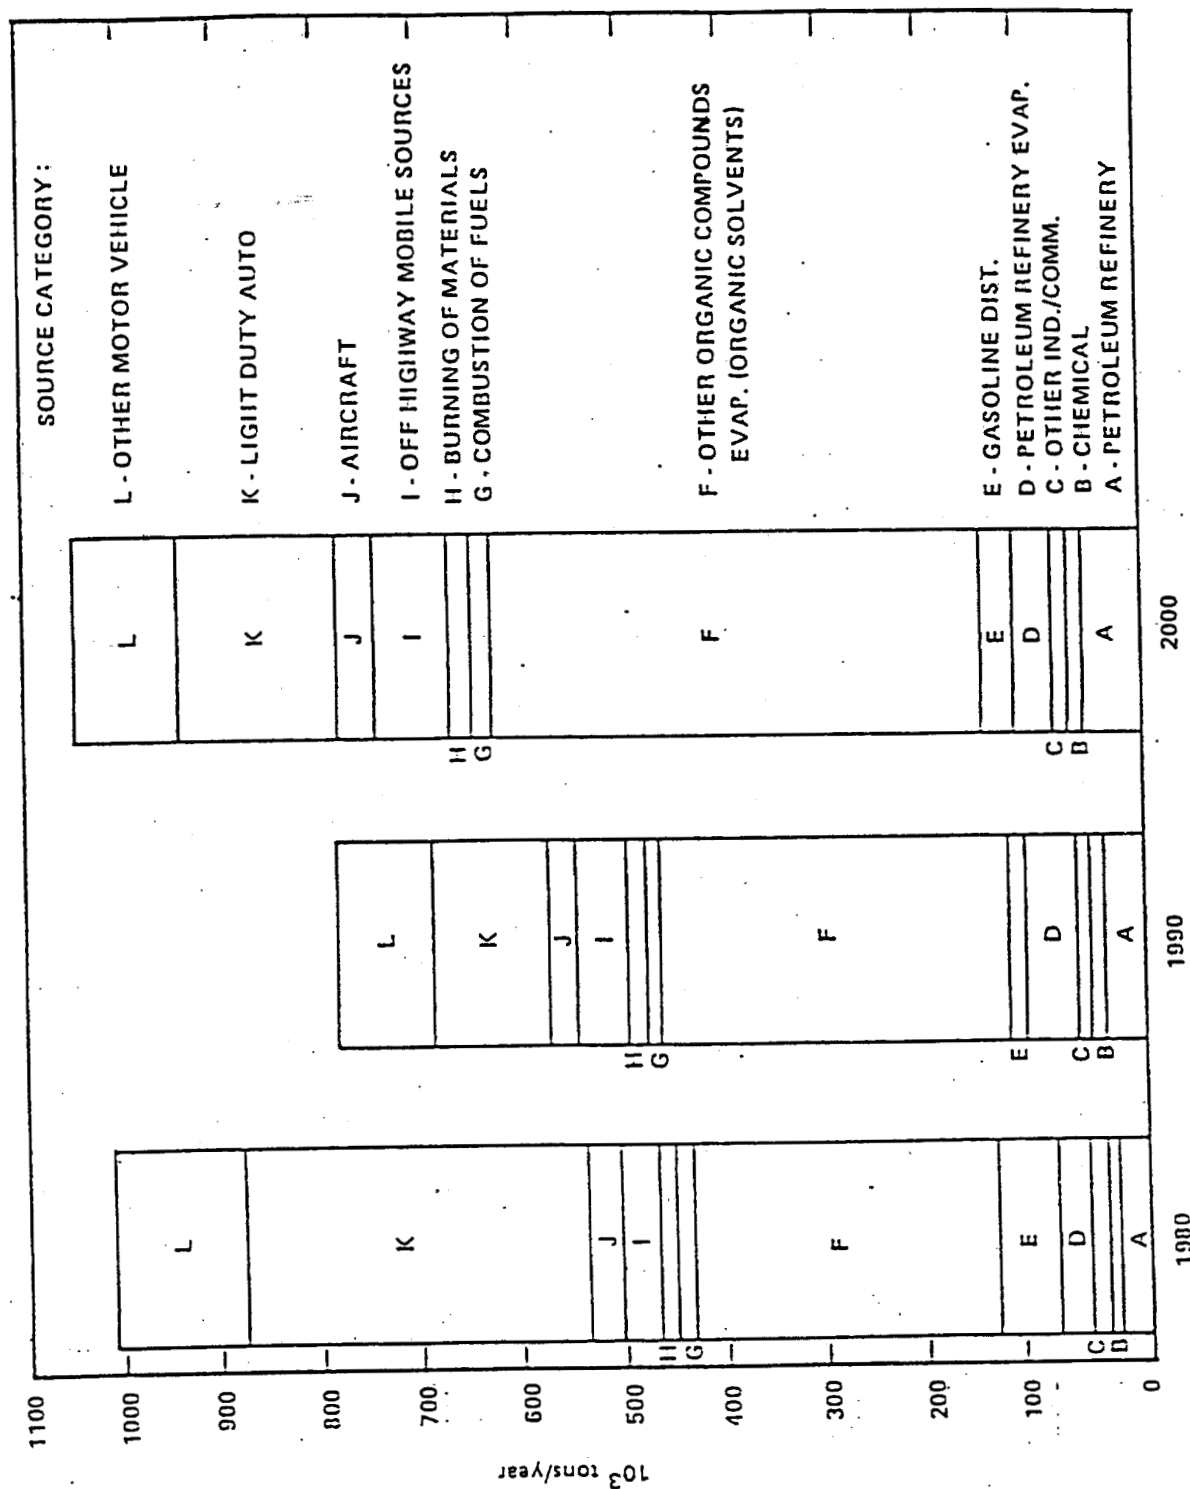 SOURCE CATEGORY:
L - OTHER MOTOR VEHICLE
K - LIGHT DUTY AUTO
J - AIRCRAFT
I - OFF HIGHWAY MOBILE SOURCES
H - BURNING OF MATERIALS
G - COMBUSTION OF FUELS
F - OTHER ORGANIC COMPOUNDS
EVAP. (ORGANIC SOLVENTS)
E - GASOLINE DIST.
D - PETROLEUM REFINERY EVAP.
C - OTHER IND./COMM.
B - CHEMICAL
A - PETROLEUM REFINERY
10³ tons/year
1100
1000
900
800
700
600
500
400
300
200
100
0
L
K
J
I
H
G
F
E
D
C
B
A
1980
L
K
J
I
H
G
F
E
D
C
B
A
1990
L
K
J
I
H
G
F
E
D
C
B
A
2000